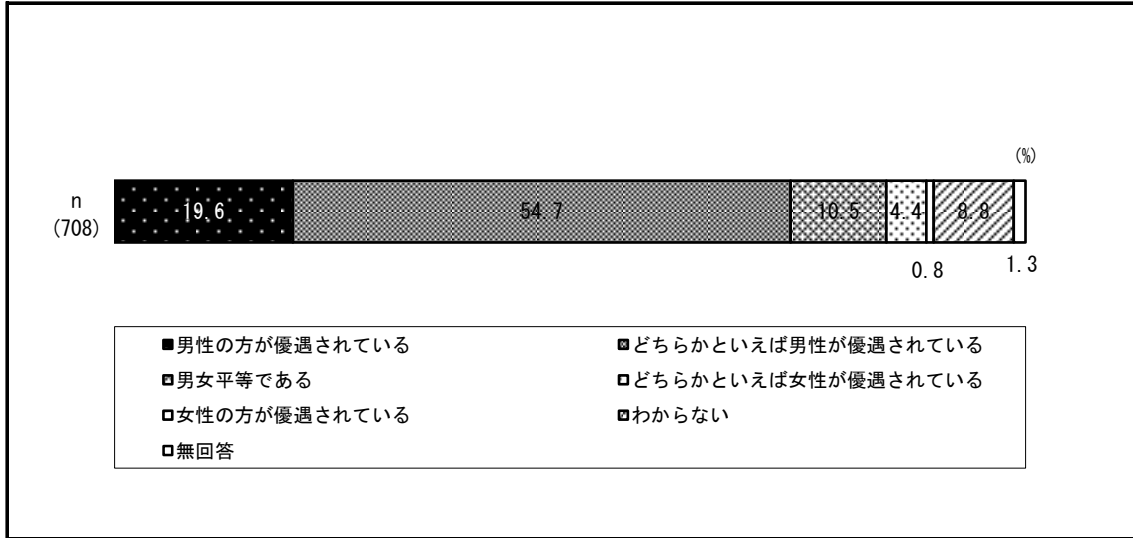 (%)
n
(708)
19.6 54.7 10.5 4.4 8.8
0.8 1.3
男性の方が優遇されている どちらかといえば男性が優遇されている
男女平等である どちらかといえば女性が優遇されている
女性の方が優遇されている わからない
無回答